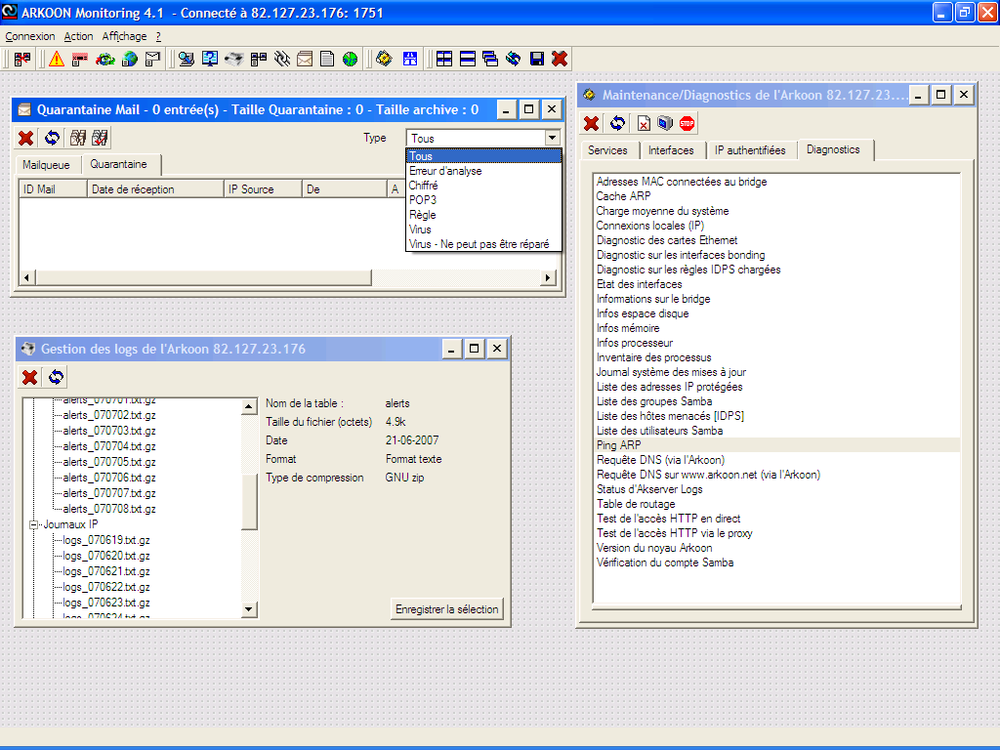 ARKOON Monitoring 4.1 - Connecté à 82.127.23.176: 1751
Connexion Action Affichage ?
Quarantaine Mail - 0 entrée(s) - Taille Quarantaine : 0 - Taille archive : 0
Type Tous
Tous
Erreur d'analyse
Chiffré
POP3
Règle
Virus
Virus - Ne peut pas être réparé
Mailqueue Quarantaine
ID Mail Date de réception IP Source De A
Gestion des logs de l'Arkoon 82.127.23.176
alerts_070701.txt.gz
alerts_070702.txt.gz
alerts_070703.txt.gz
alerts_070704.txt.gz
alerts_070705.txt.gz
alerts_070706.txt.gz
alerts_070707.txt.gz
alerts_070708.txt.gz
Journaux IP
logs_070619.txt.gz
logs_070620.txt.gz
logs_070621.txt.gz
logs_070622.txt.gz
logs_070623.txt.gz
logs_070624.txt.gz
Nom de la table : alerts
Taille du fichier (octets) 4.9k
Date 21-06-2007
Format Format texte
Type de compression GNU zip
Enregistrer la sélection
Maintenance/Diagnostics de l'Arkoon 82.127.23....
STOP
Services Interfaces IP authentifiées Diagnostics
Adresses MAC connectées au bridge
Cache ARP
Charge moyenne du système
Connexions locales (IP)
Diagnostic des cartes Ethernet
Diagnostic sur les interfaces bonding
Diagnostic sur les règles IDPS chargées
Etat des interfaces
Informations sur le bridge
Infos espace disque
Infos mémoire
Infos processeur
Inventaire des processus
Journal système des mises à jour
Liste des adresses IP protégées
Liste des groupes Samba
Liste des hôtes menacés [IDPS]
Liste des utilisateurs Samba
Ping ARP
Requête DNS (via l'Arkoon)
Requête DNS sur www.arkoon.net (via l'Arkoon)
Status d'Akserver Logs
Table de routage
Test de l'accès HTTP en direct
Test de l'accès HTTP via le proxy
Version du noyau Arkoon
Vérification du compte Samba